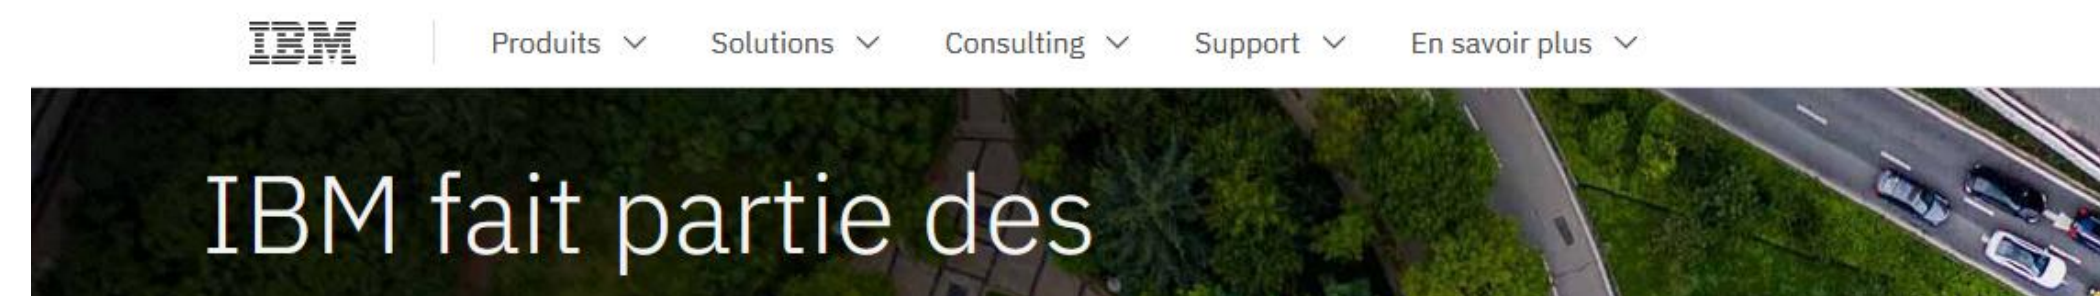 IBM Produits Solutions Consulting Support En savoir plus
IBM fait partie des